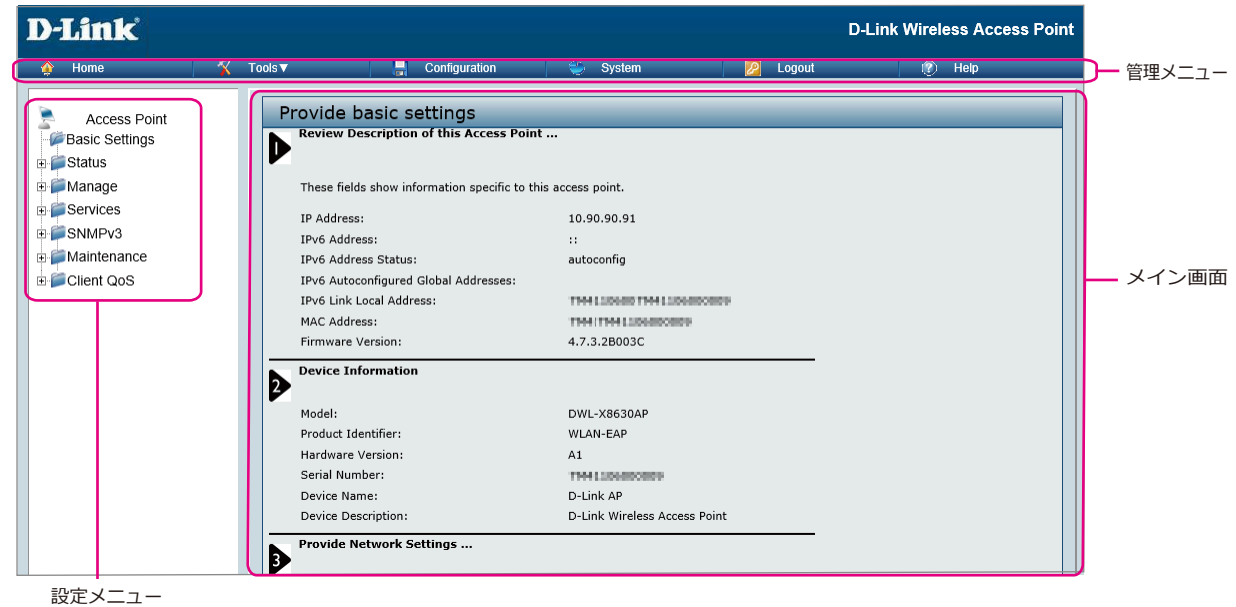 D-Link
D-Link Wireless Access Point
Home Tools▼ Configuration System Logout Help
管理メニュー
Access Point
Basic Settings
Status
Manage
Services
SNMPv3
Maintenance
Client QoS
設定メニュー
Provide basic settings
1 Review Description of this Access Point ...
These fields show information specific to this access point.
IP Address: 10.90.90.91
IPv6 Address: ::
IPv6 Address Status: autoconfig
IPv6 Autoconfigured Global Addresses:
IPv6 Link Local Address:
MAC Address:
Firmware Version: 4.7.3.2B003C
2 Device Information
Model: DWL-X8630AP
Product Identifier: WLAN-EAP
Hardware Version: A1
Serial Number:
Device Name: D-Link AP
Device Description: D-Link Wireless Access Point
3 Provide Network Settings ...
メイン画面